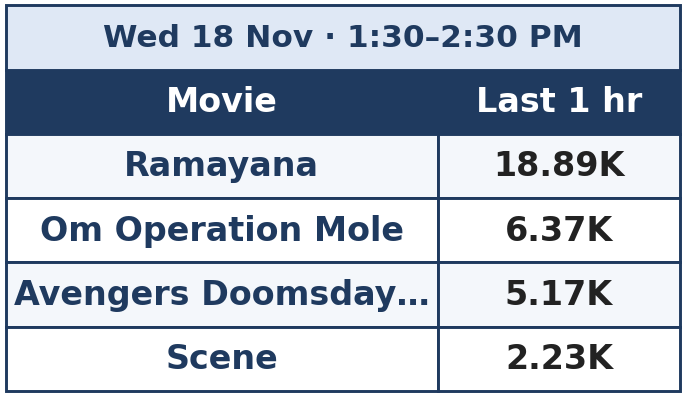 Wed 18 Nov · 1:30–2:30 PM
Movie Last 1 hr
Ramayana 18.89K
Om Operation Mole 6.37K
Avengers Doomsday... 5.17K
Scene 2.23K